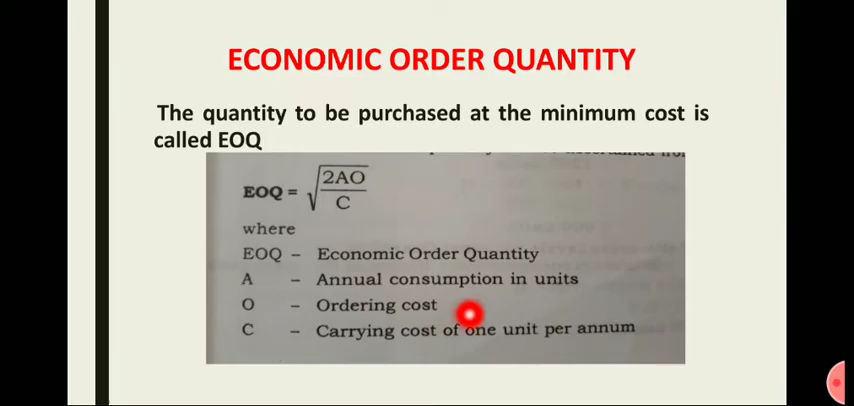 ECONOMIC ORDER QUANTITY
The quantity to be purchased at the minimum cost is
called EOQ
EOQ = √2AO/C
where
EOQ – Economic Order Quantity
A – Annual consumption in units
O – Ordering cost
C – Carrying cost of one unit per annum